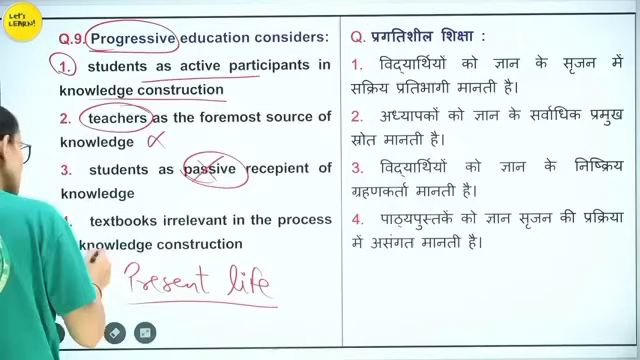 Let's
LEARN!
Q.9. Progressive education considers:
1. students as active participants in
knowledge construction
2. teachers as the foremost source of
knowledge
3. students as passive recepient of
knowledge
textbooks irrelevant in the process
knowledge construction
Present life
Q. प्रगतिशील शिक्षा :
1. विद्यार्थियों को ज्ञान के सृजन में
सक्रिय प्रतिभागी मानती है।
2. अध्यापकों को ज्ञान के सर्वाधिक प्रमुख
स्रोत मानती है।
3. विद्यार्थियों को ज्ञान के निष्क्रिय
ग्रहणकर्ता मानती है।
4. पाठ्यपुस्तकें को ज्ञान सृजन की प्रक्रिया
में असंगत मानती है।